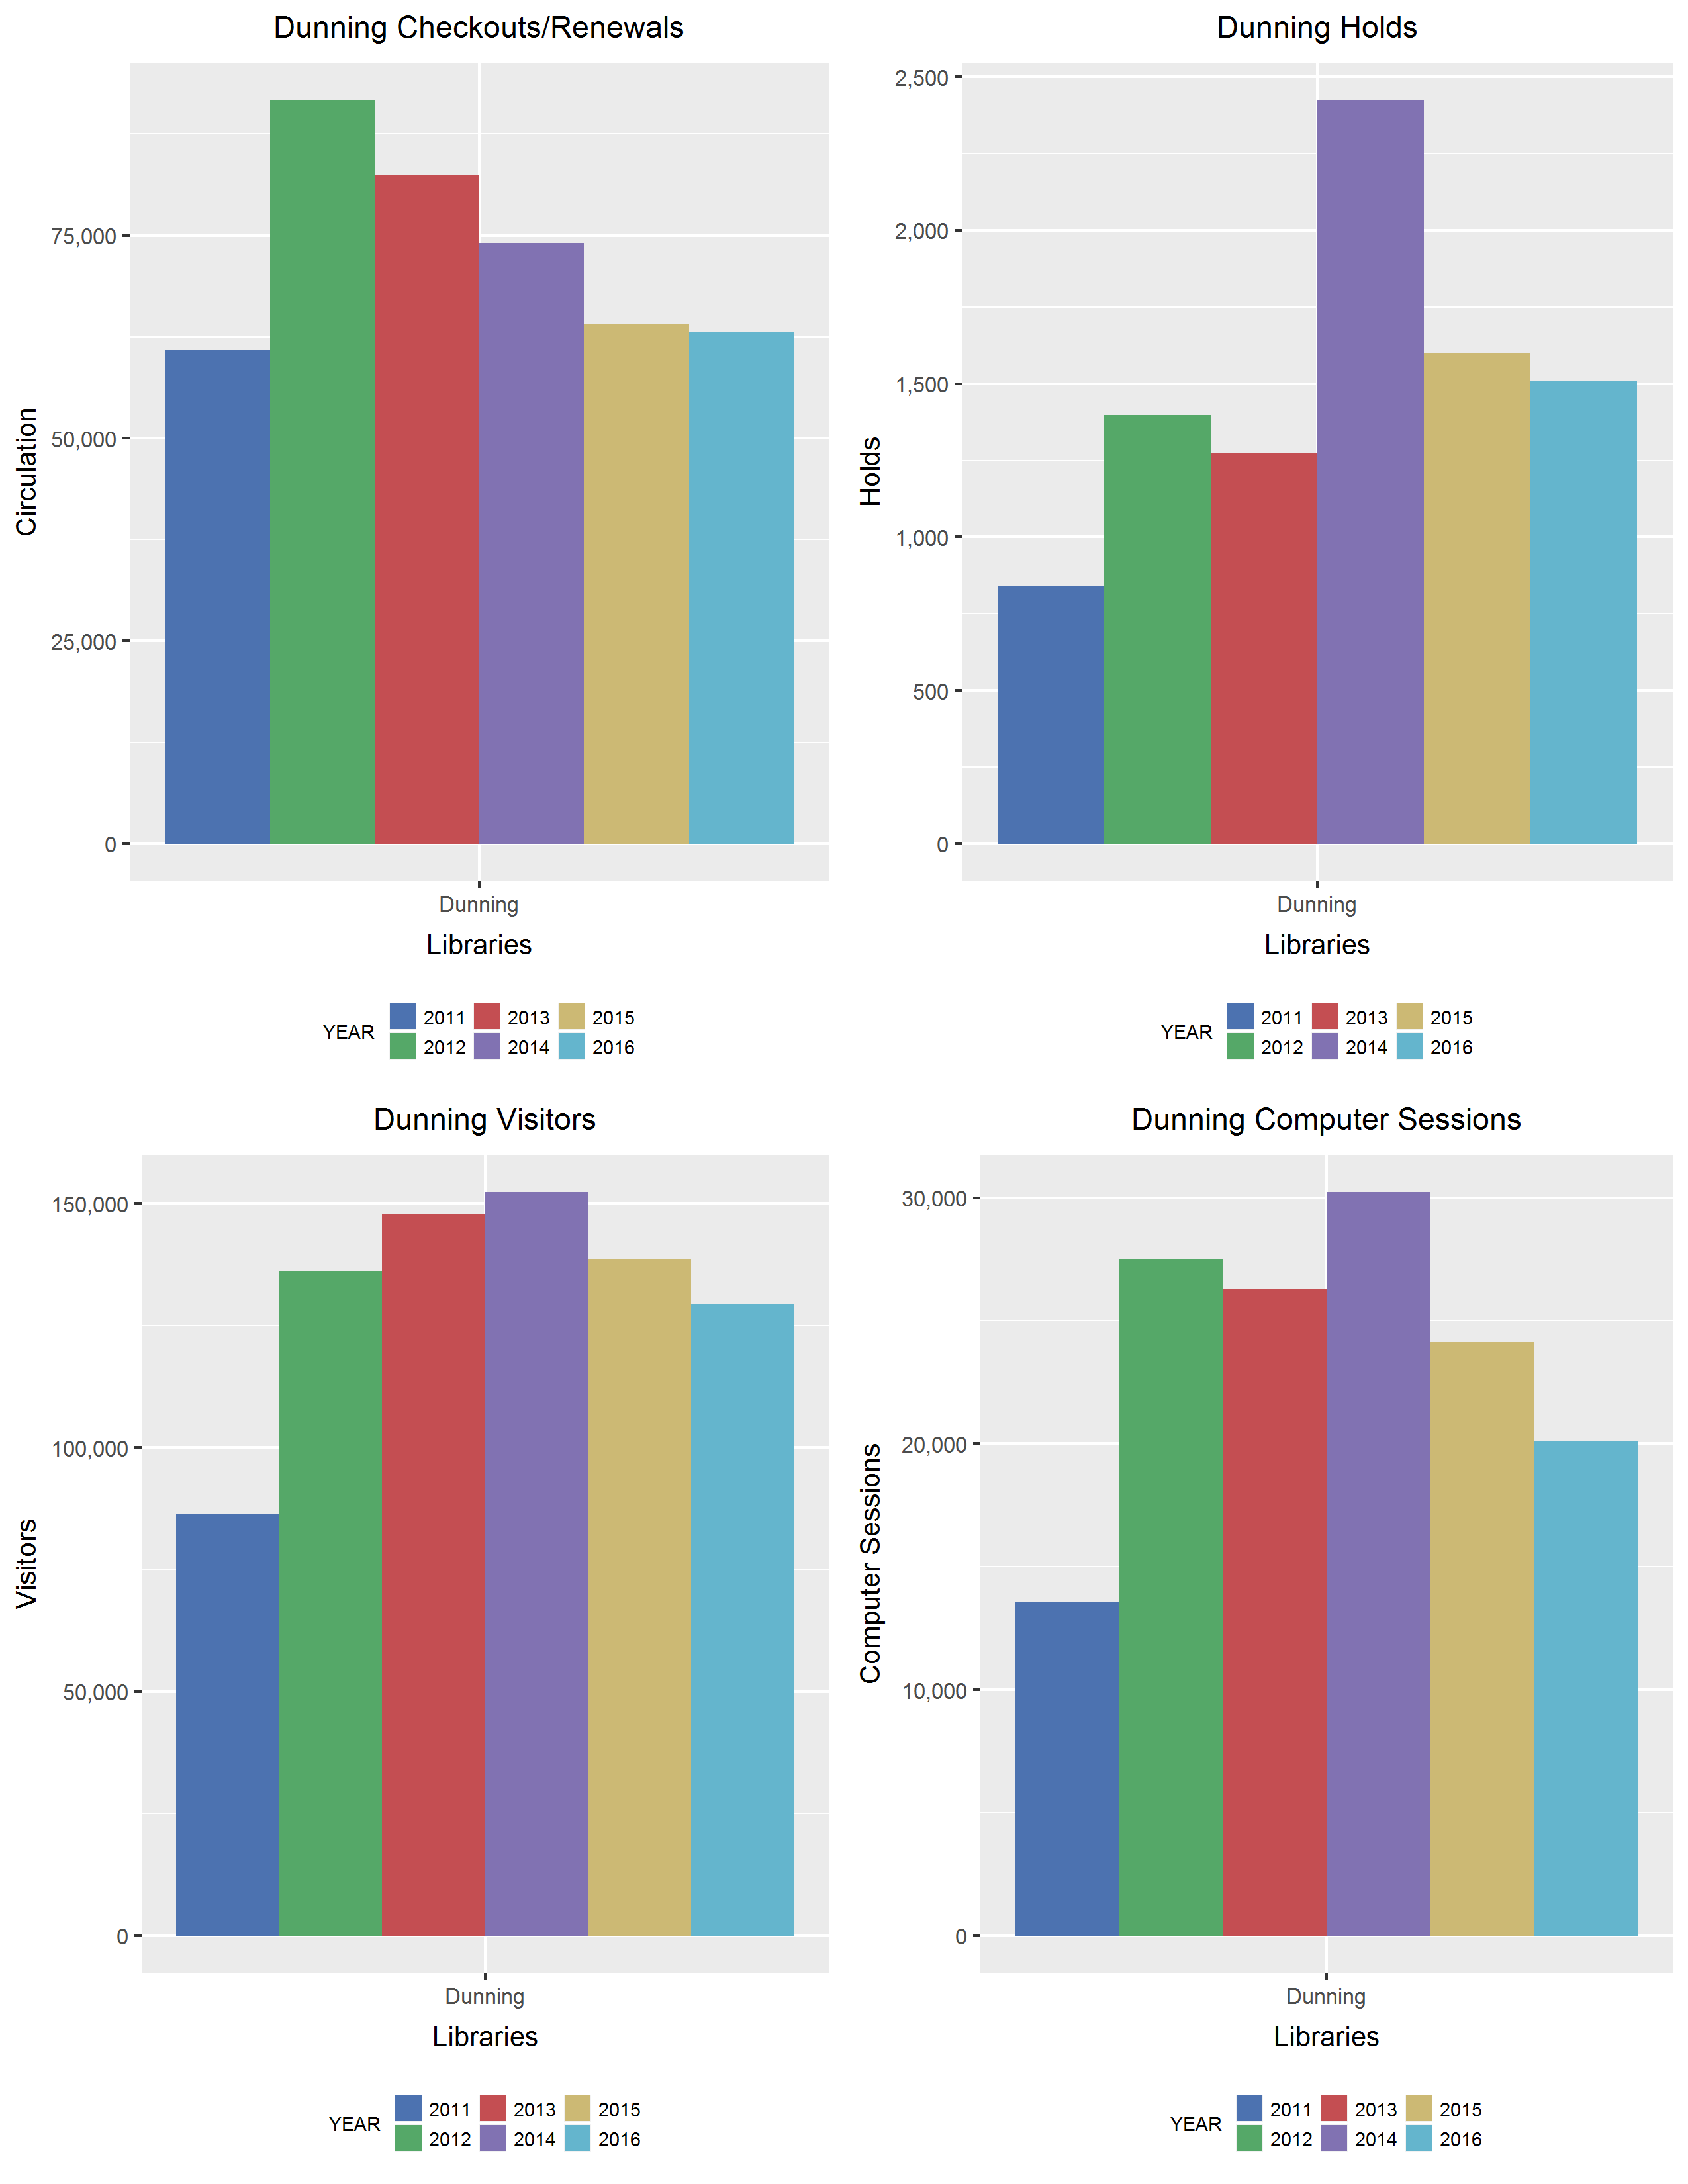 Dunning Checkouts/Renewals
Circulation
75,000
50,000
25,000
0
Dunning
Libraries
YEAR
2011 2013 2015
2012 2014 2016
Dunning Holds
Holds
2,500
2,000
1,500
1,000
500
0
Dunning
Libraries
YEAR
2011 2013 2015
2012 2014 2016
Dunning Visitors
Visitors
150,000
100,000
50,000
0
Dunning
Libraries
YEAR
2011 2013 2015
2012 2014 2016
Dunning Computer Sessions
Computer Sessions
30,000
20,000
10,000
0
Dunning
Libraries
YEAR
2011 2013 2015
2012 2014 2016